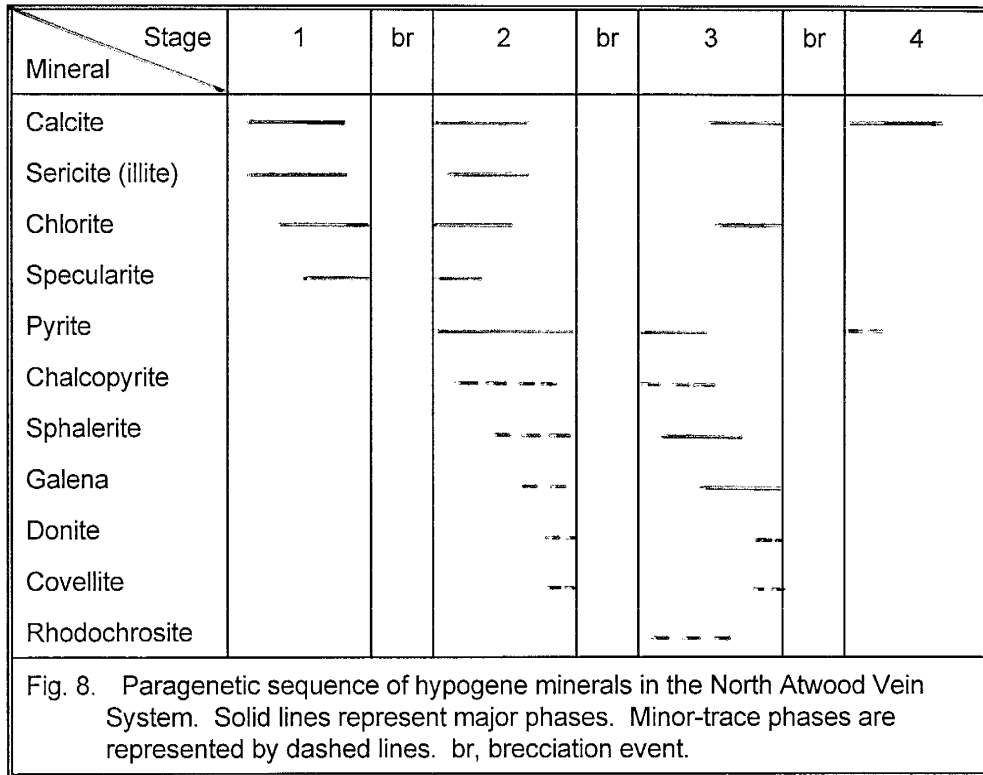 Stage 1 br 2 br 3 br 4
Mineral
Calcite
Sericite (illite)
Chlorite
Specularite
Pyrite
Chalcopyrite
Sphalerite
Galena
Donite
Covellite
Rhodochrosite
Fig. 8. Paragenetic sequence of hypogene minerals in the North Atwood Vein
System. Solid lines represent major phases. Minor-trace phases are
represented by dashed lines. br, brecciation event.